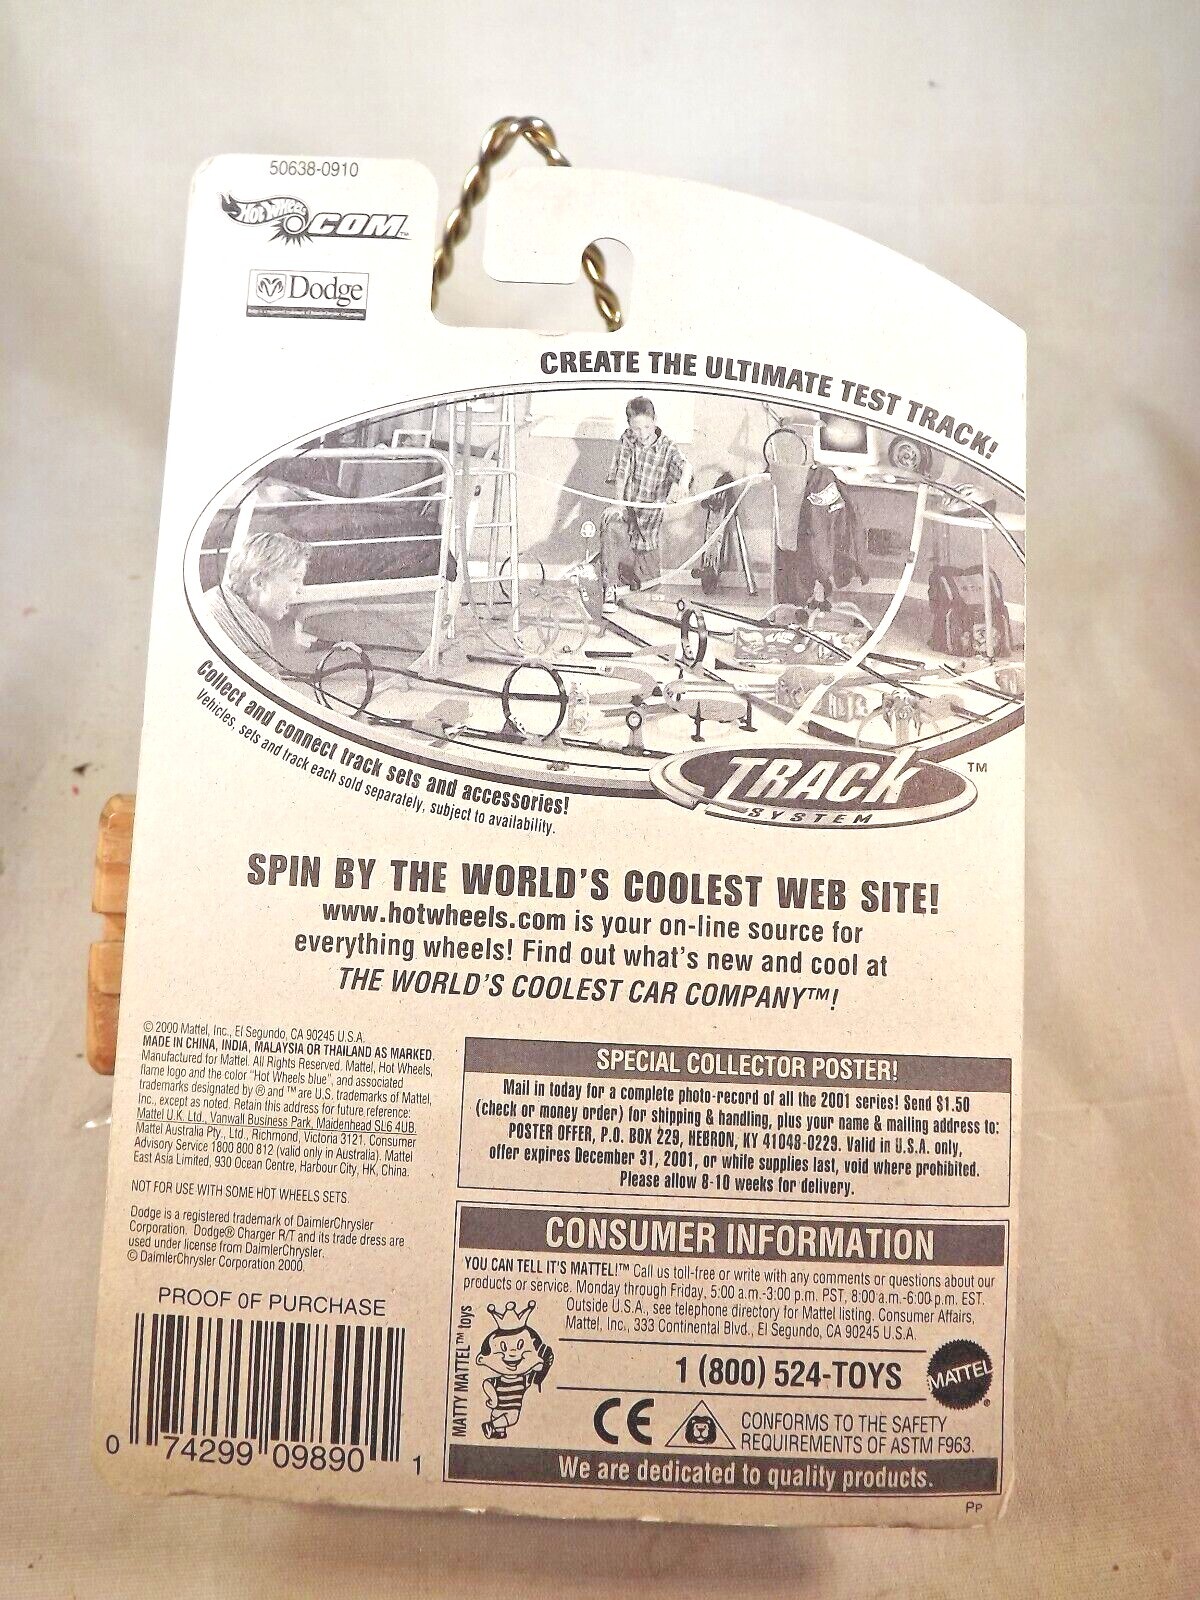 50638-0910
HOT WHEELS
.COM™
Dodge
Dodge is a registered trademark of DaimlerChrysler Corporation.
CREATE THE ULTIMATE TEST TRACK!
Collect and connect track sets and accessories!
Vehicles, sets and track each sold separately, subject to availability.
TRACK ™
SYSTEM
SPIN BY THE WORLD'S COOLEST WEB SITE!
www.hotwheels.com is your on-line source for
everything wheels! Find out what's new and cool at
THE WORLD'S COOLEST CAR COMPANY™!
© 2000 Mattel, Inc., El Segundo, CA 90245 U.S.A.
MADE IN CHINA, INDIA, MALAYSIA OR THAILAND AS MARKED.
Manufactured for Mattel. All Rights Reserved. Mattel, Hot Wheels,
flame logo and the color "Hot Wheels blue", and associated
trademarks designated by ® and ™ are U.S. trademarks of Mattel,
Inc., except as noted. Retain this address for future reference:
Mattel U.K. Ltd., Vanwall Business Park, Maidenhead SL6 4UB.
Mattel Australia Pty., Ltd., Richmond, Victoria 3121. Consumer
Advisory Service 1800 800 812 (valid only in Australia). Mattel
East Asia Limited, 930 Ocean Centre, Harbour City, HK, China.
NOT FOR USE WITH SOME HOT WHEELS SETS.
Dodge is a registered trademark of DaimlerChrysler
Corporation. Dodge® Charger R/T and its trade dress are
used under license from DaimlerChrysler.
© DaimlerChrysler Corporation 2000.
PROOF OF PURCHASE
0 74299 09890 1
SPECIAL COLLECTOR POSTER!
Mail in today for a complete photo-record of all the 2001 series! Send $1.50
(check or money order) for shipping & handling, plus your name & mailing address to:
POSTER OFFER, P.O. BOX 229, HEBRON, KY 41048-0229. Valid in U.S.A. only,
offer expires December 31, 2001, or while supplies last, void where prohibited.
Please allow 8-10 weeks for delivery.
CONSUMER INFORMATION
YOU CAN TELL IT'S MATTEL!™ Call us toll-free or write with any comments or questions about our
products or service. Monday through Friday, 5:00 a.m.-3:00 p.m. PST, 8:00 a.m.-6:00 p.m. EST.
Outside U.S.A., see telephone directory for Mattel listing. Consumer Affairs,
Mattel, Inc., 333 Continental Blvd., El Segundo, CA 90245 U.S.A.
MATTY MATTEL™ toys
1 (800) 524-TOYS
MATTEL®
CE
CONFORMS TO THE SAFETY
REQUIREMENTS OF ASTM F963.
We are dedicated to quality products.
PP